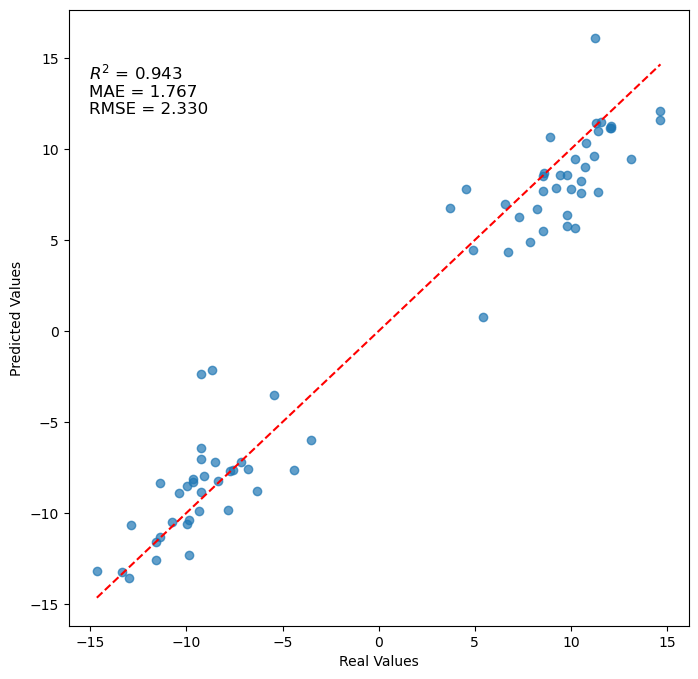 R² = 0.943
MAE = 1.767
RMSE = 2.330
15
10
5
0
−5
−10
−15
Predicted Values
−15 −10 −5 0 5 10 15
Real Values